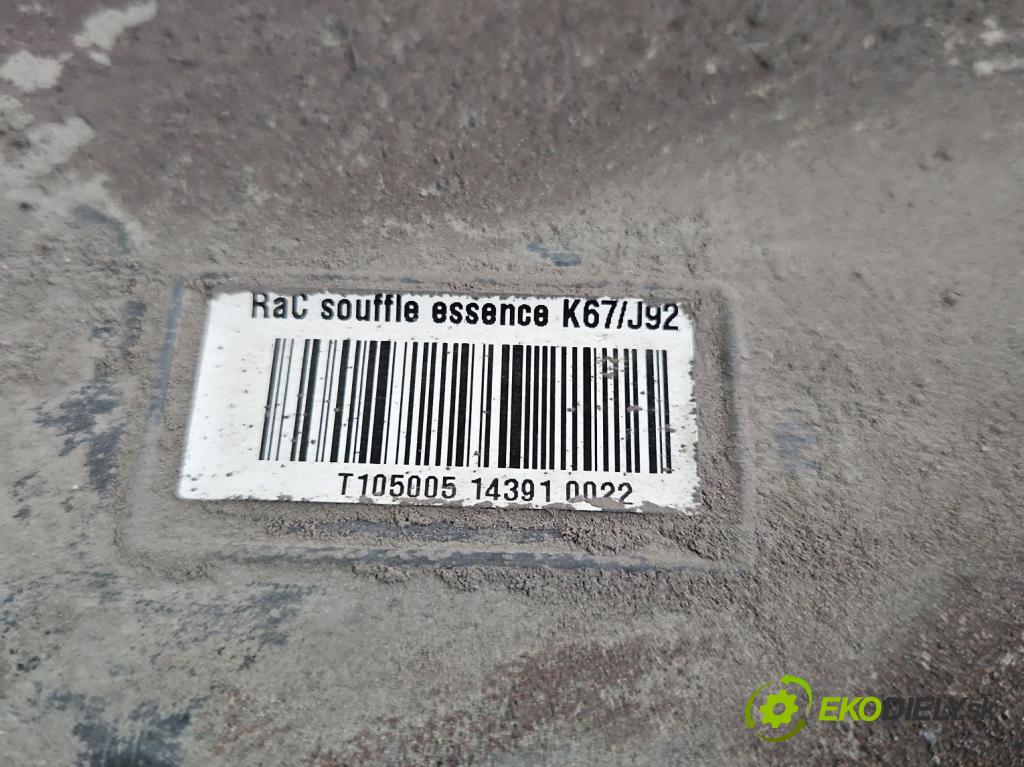 RaC souffle essence K67/J92
T105005 14391 0022
EKODIELY.SK